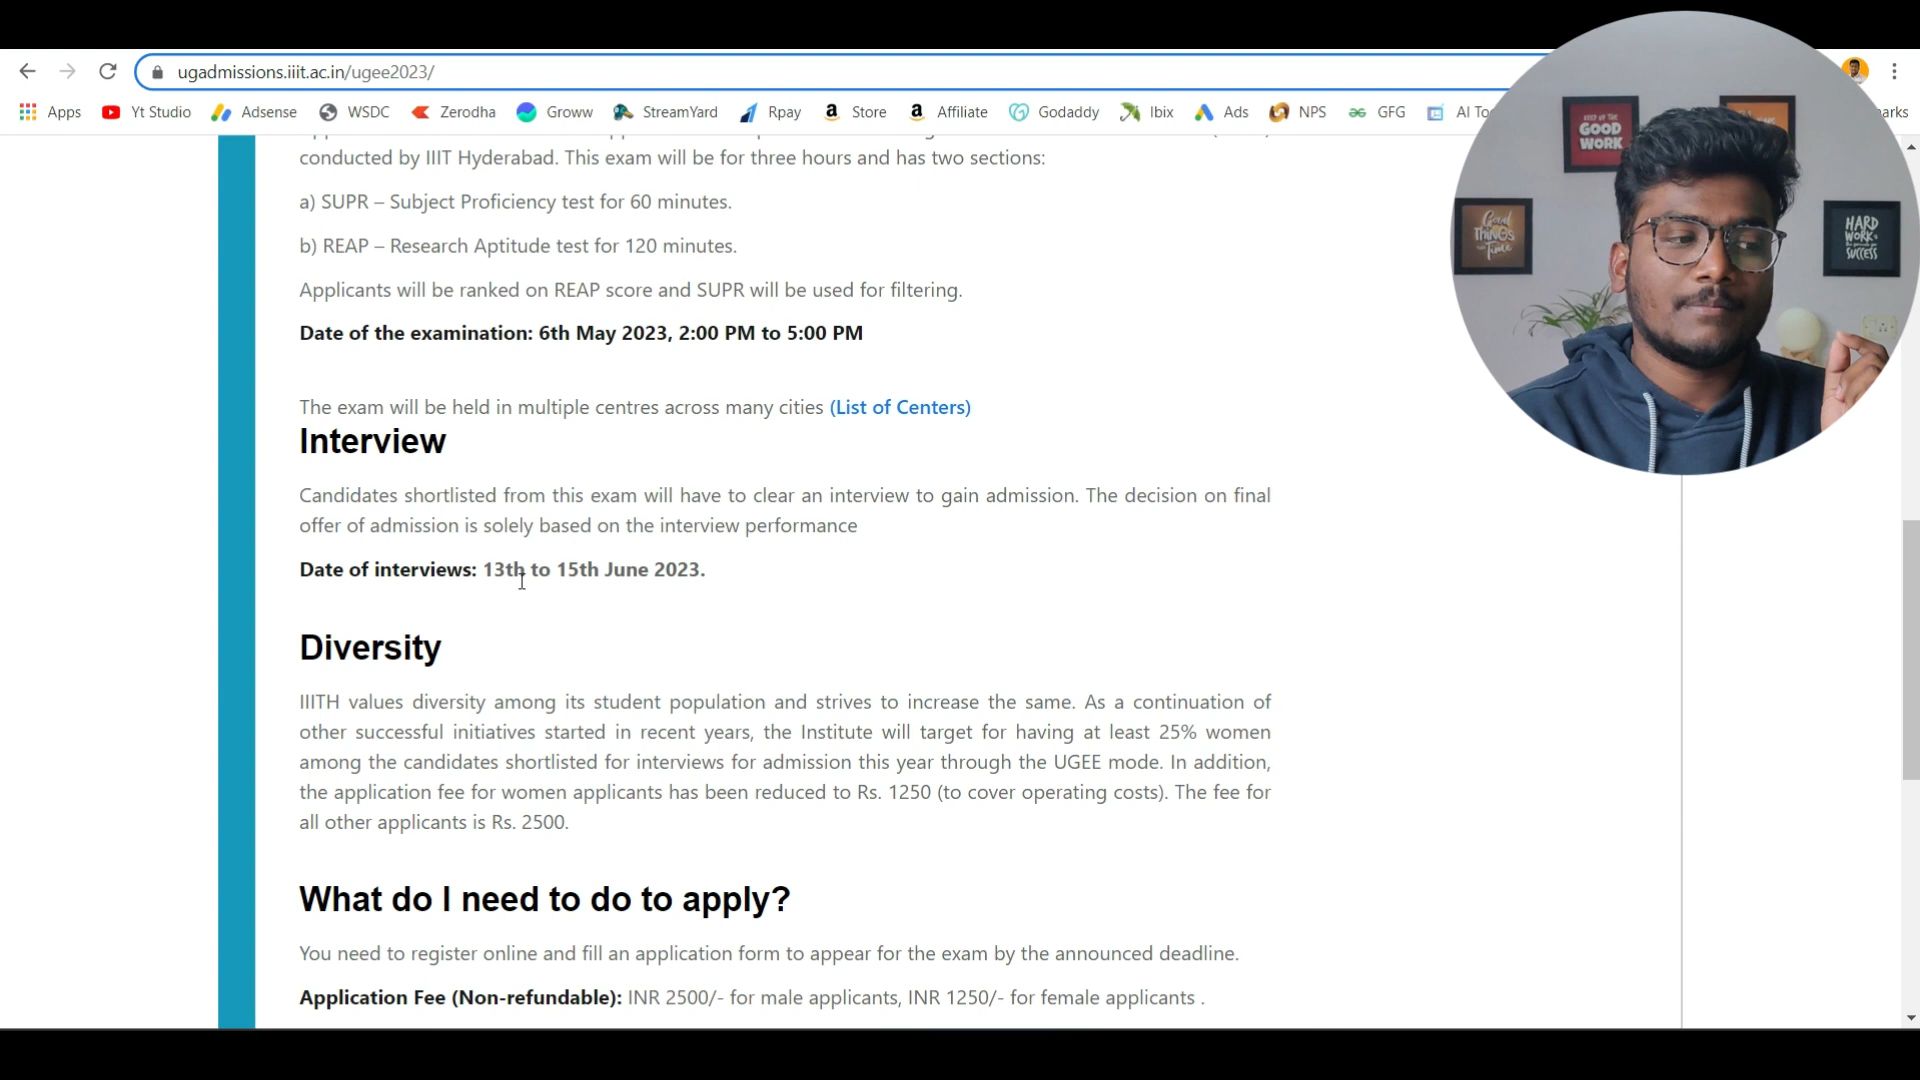 ugadmissions.iiit.ac.in/ugee2023/
Apps Yt Studio Adsense WSDC Zerodha Groww StreamYard Rpay Store Affiliate Godaddy Ibix Ads NPS GFG AI To
arks
conducted by IIIT Hyderabad. This exam will be for three hours and has two sections:
a) SUPR – Subject Proficiency test for 60 minutes.
b) REAP – Research Aptitude test for 120 minutes.
Applicants will be ranked on REAP score and SUPR will be used for filtering.
Date of the examination: 6th May 2023, 2:00 PM to 5:00 PM
The exam will be held in multiple centres across many cities (List of Centers)
Interview
Candidates shortlisted from this exam will have to clear an interview to gain admission. The decision on final
offer of admission is solely based on the interview performance
Date of interviews: 13th to 15th June 2023.
Diversity
IIITH values diversity among its student population and strives to increase the same. As a continuation of
other successful initiatives started in recent years, the Institute will target for having at least 25% women
among the candidates shortlisted for interviews for admission this year through the UGEE mode. In addition,
the application fee for women applicants has been reduced to Rs. 1250 (to cover operating costs). The fee for
all other applicants is Rs. 2500.
What do I need to do to apply?
You need to register online and fill an application form to appear for the exam by the announced deadline.
Application Fee (Non-refundable): INR 2500/- for male applicants, INR 1250/- for female applicants .
KEEP UP THE
GOOD
WORK
Good
THINGS
Time
HARD
WORK
SUCCESS